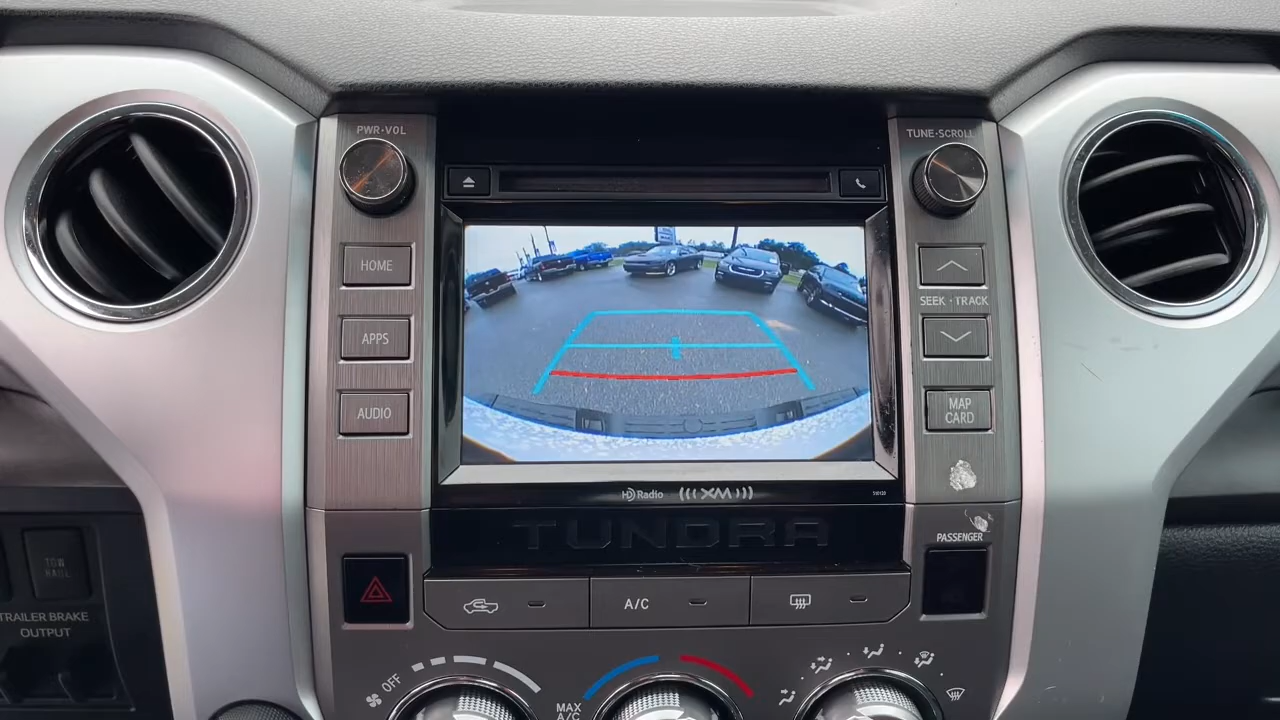 PWR·VOL
TUNE·SCROLL
HOME
APPS
AUDIO
SEEK · TRACK
MAP
CARD
HD Radio
((( XM )))
510120
TUNDRA
PASSENGER
TOW
HAUL
TRAILER BRAKE
OUTPUT
A/C
OFF
MAX
A/C